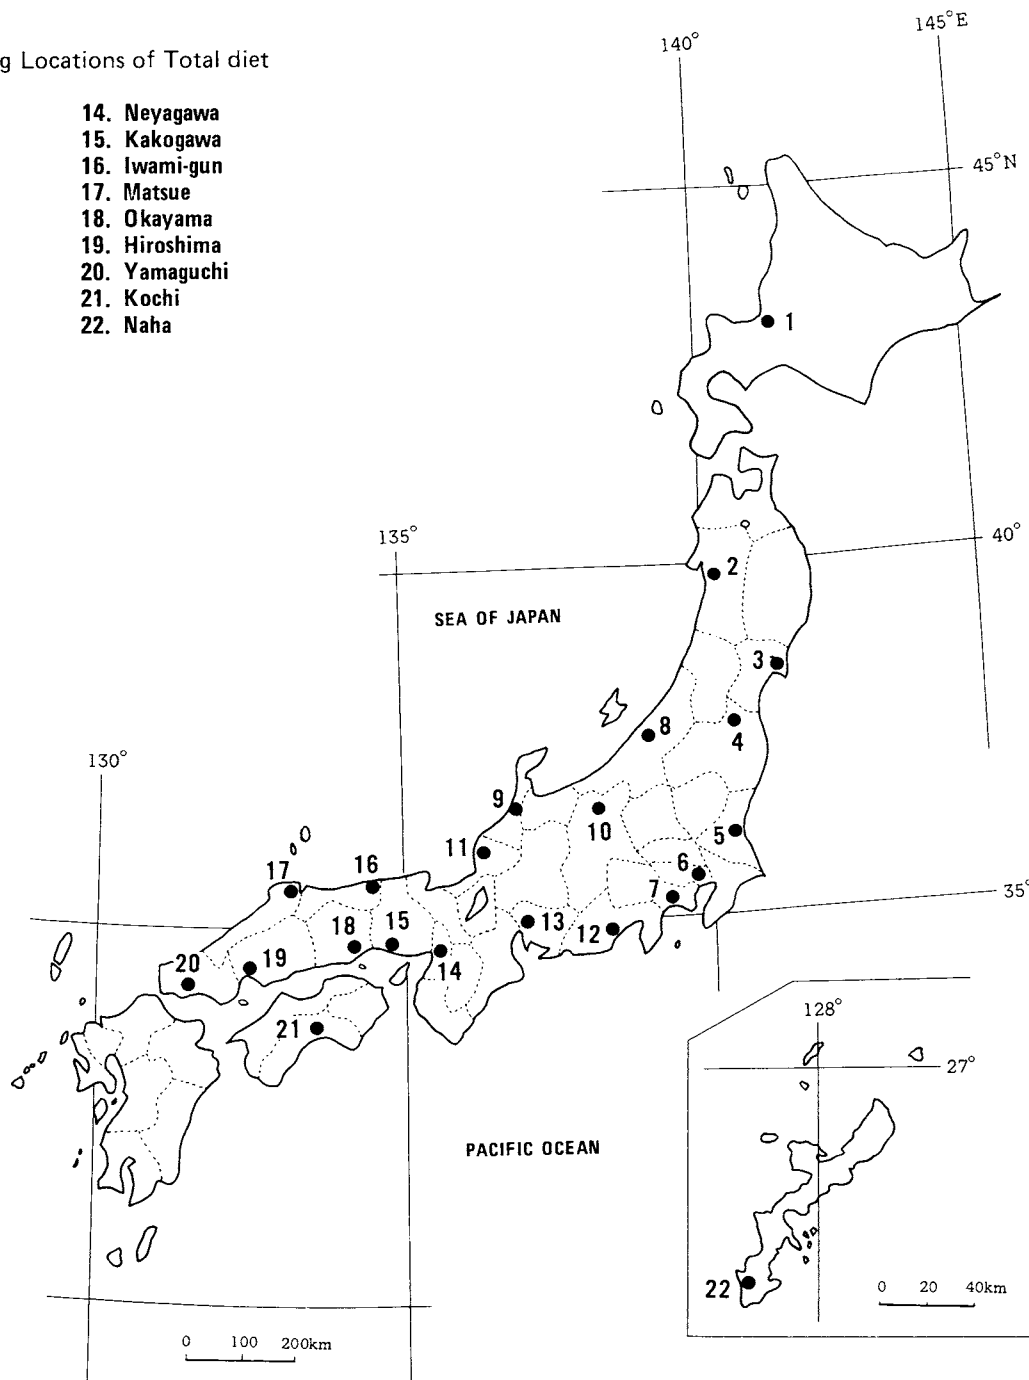 g Locations of Total diet
14. Neyagawa
15. Kakogawa
16. Iwami-gun
17. Matsue
18. Okayama
19. Hiroshima
20. Yamaguchi
21. Kochi
22. Naha
145°E
140°
45°N
1
40°
135°
2
SEA OF JAPAN
3
8
4
130°
9
10
5
11
6
17
16
7
35°
13
12
18
15
14
19
20
21
128°
27°
PACIFIC OCEAN
22
0 20 40km
0 100 200km